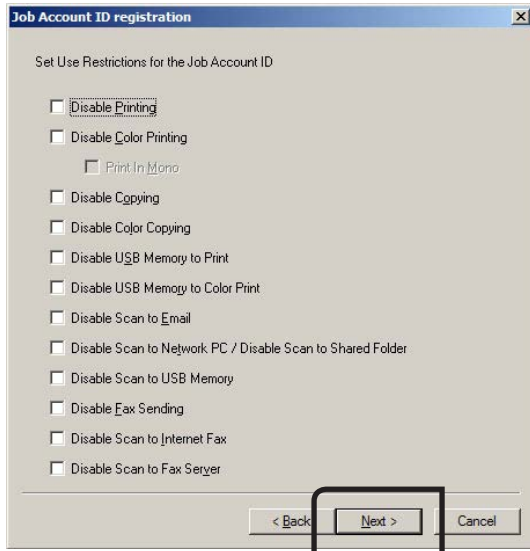 Job Account ID registration
Set Use Restrictions for the Job Account ID
Disable Printing
Disable Color Printing
Print In Mono
Disable Copying
Disable Color Copying
Disable USB Memory to Print
Disable USB Memory to Color Print
Disable Scan to Email
Disable Scan to Network PC / Disable Scan to Shared Folder
Disable Scan to USB Memory
Disable Fax Sending
Disable Scan to Internet Fax
Disable Scan to Fax Server
< Back Next > Cancel